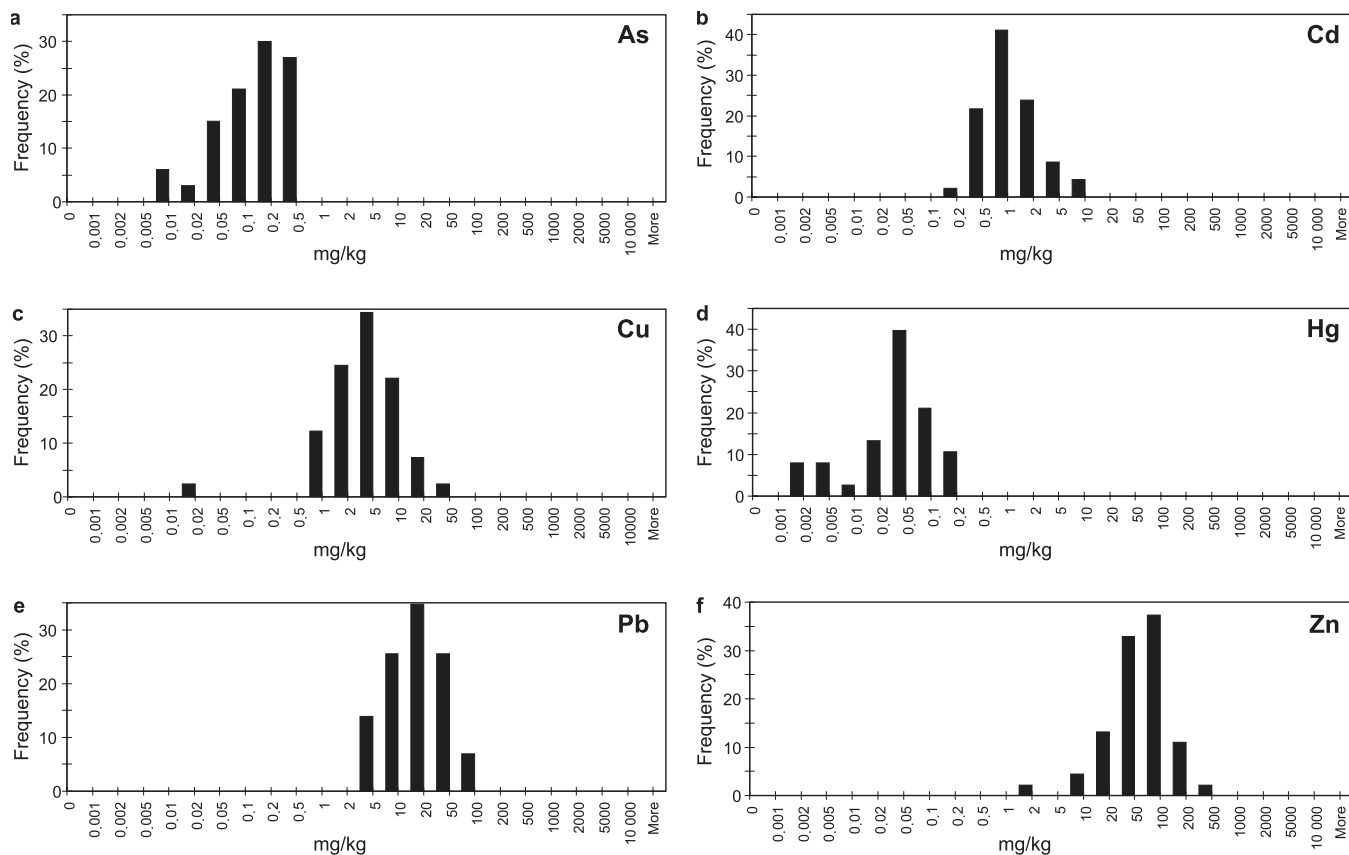 a
As
Frequency (%)
30
20
10
0
0 0,001 0,002 0,005 0,01 0,02 0,05 0,1 0,2 0,5 1 2 5 10 20 50 100 200 500 1000 2000 5000 10 000 More
mg/kg
b
Cd
Frequency (%)
40
30
20
10
0
0 0,001 0,002 0,005 0,01 0,02 0,05 0,1 0,2 0,5 1 2 5 10 20 50 100 200 500 1000 2000 5000 10 000 More
mg/kg
c
Cu
Frequency (%)
30
20
10
0
0 0,001 0,002 0,005 0,01 0,02 0,05 0,1 0,2 0,5 1 2 5 10 20 50 100 200 500 1000 2000 5000 10000 More
mg/kg
d
Hg
Frequency (%)
40
30
20
10
0
0 0,001 0,002 0,005 0,01 0,02 0,05 0,1 0,2 0,5 1 2 5 10 20 50 100 200 500 1000 2000 5000 10 000 More
mg/kg
e
Pb
Frequency (%)
30
20
10
0
0 0,001 0,002 0,005 0,01 0,02 0,05 0,1 0,2 0,5 1 2 5 10 20 50 100 200 500 1000 2000 5000 10000 More
mg/kg
f
Zn
Frequency (%)
40
30
20
10
0
0 0,001 0,002 0,005 0,01 0,02 0,05 0,1 0,2 0,5 1 2 5 10 20 50 100 200 500 1000 2000 5000 10 000 More
mg/kg